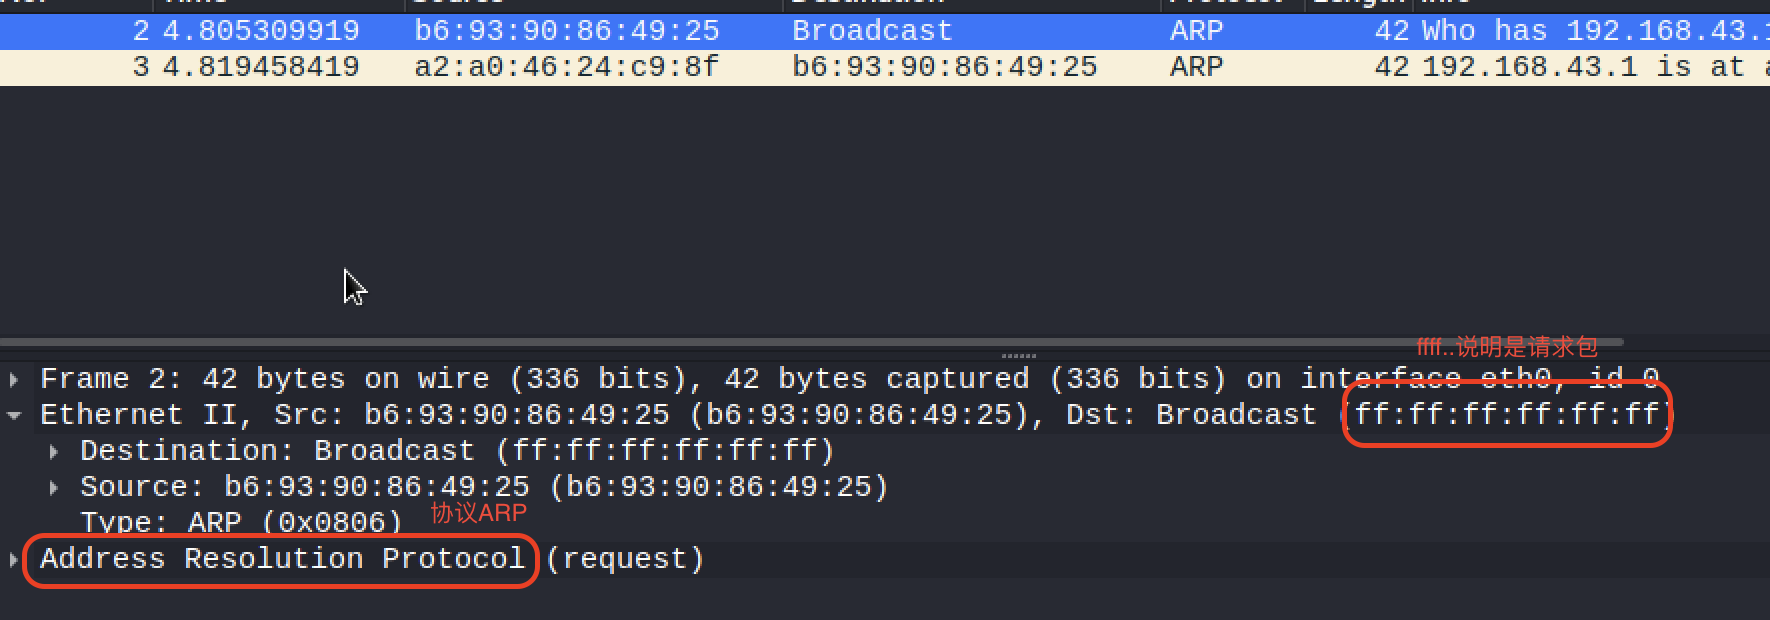 2 4.805309919 b6:93:90:86:49:25 Broadcast ARP 42 Who has 192.168.43.1
3 4.819458419 a2:a0:46:24:c9:8f b6:93:90:86:49:25 ARP 42 192.168.43.1 is at a
ffff..说明是请求包
Frame 2: 42 bytes on wire (336 bits), 42 bytes captured (336 bits) on interface eth0, id 0
Ethernet II, Src: b6:93:90:86:49:25 (b6:93:90:86:49:25), Dst: Broadcast (ff:ff:ff:ff:ff:ff)
Destination: Broadcast (ff:ff:ff:ff:ff:ff)
Source: b6:93:90:86:49:25 (b6:93:90:86:49:25)
Type: ARP (0x0806) 协议ARP
Address Resolution Protocol (request)